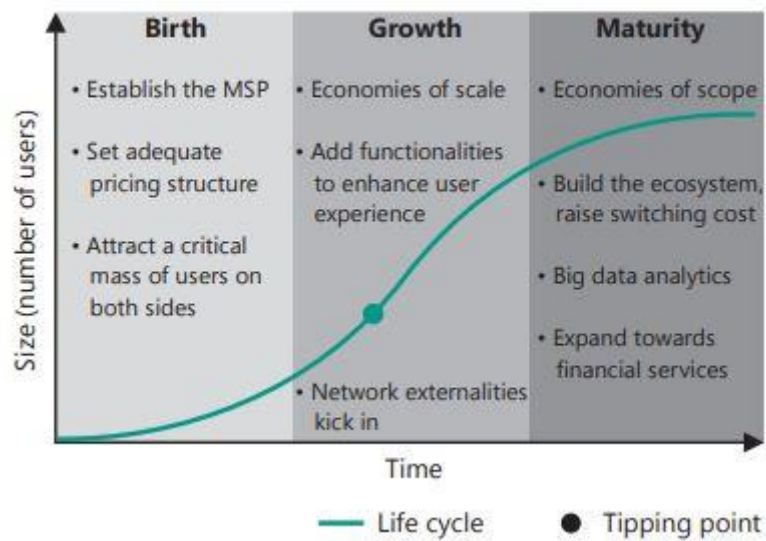 Birth
Growth
Maturity
• Establish the MSP
• Set adequate
pricing structure
• Attract a critical
mass of users on
both sides
• Economies of scale
• Add functionalities
to enhance user
experience
• Network externalities
kick in
• Economies of scope
• Build the ecosystem,
raise switching cost
• Big data analytics
• Expand towards
financial services
Size (number of users)
Time
Life cycle
Tipping point